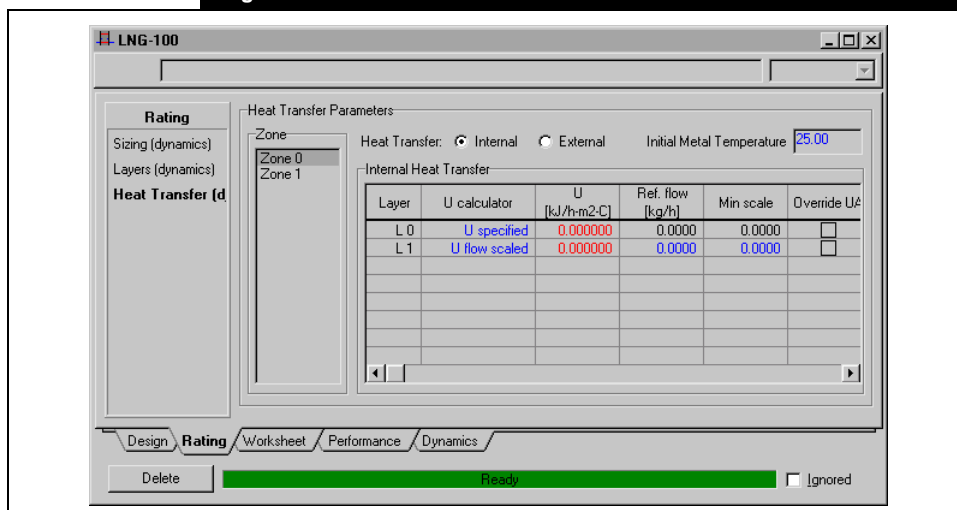 LNG-100
Rating
Sizing (dynamics)
Layers (dynamics)
Heat Transfer (d
Heat Transfer Parameters
Zone
Zone 0
Zone 1
Heat Transfer: Internal External Initial Metal Temperature 25.00
Internal Heat Transfer
Layer U calculator U [kJ/h-m2-C] Ref. flow [kg/h] Min scale Override UA
L 0 U specified 0.000000 0.0000 0.0000
L 1 U flow scaled 0.000000 0.0000 0.0000
Design Rating Worksheet Performance Dynamics
Delete Ready Ignored